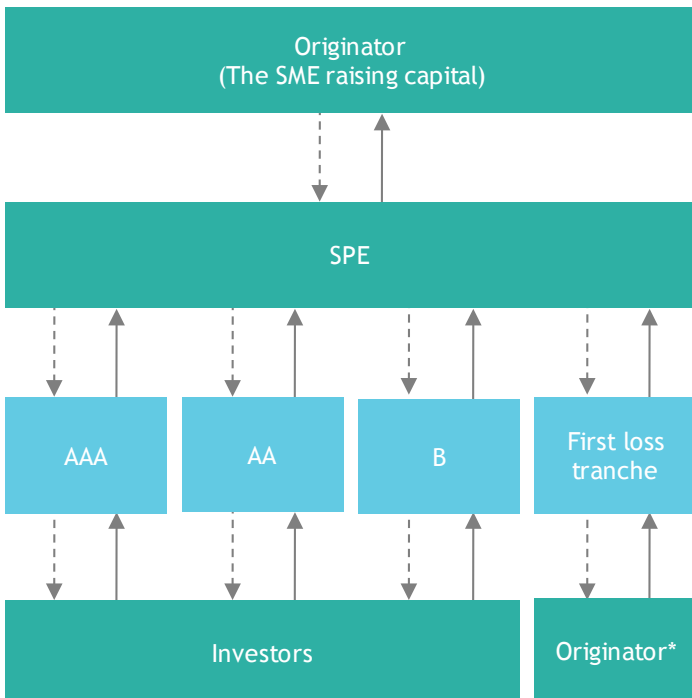 Originator
(The SME raising capital)
SPE
AAA
AA
B
First loss
tranche
Investors
Originator*